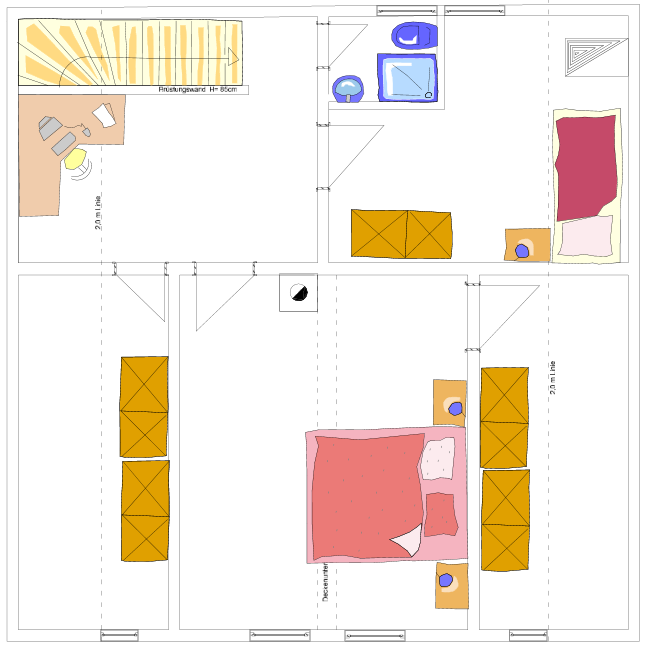 Brüstungswand H= 85cm
2,0 m Linie
2,0 m Linie
Deckenunter